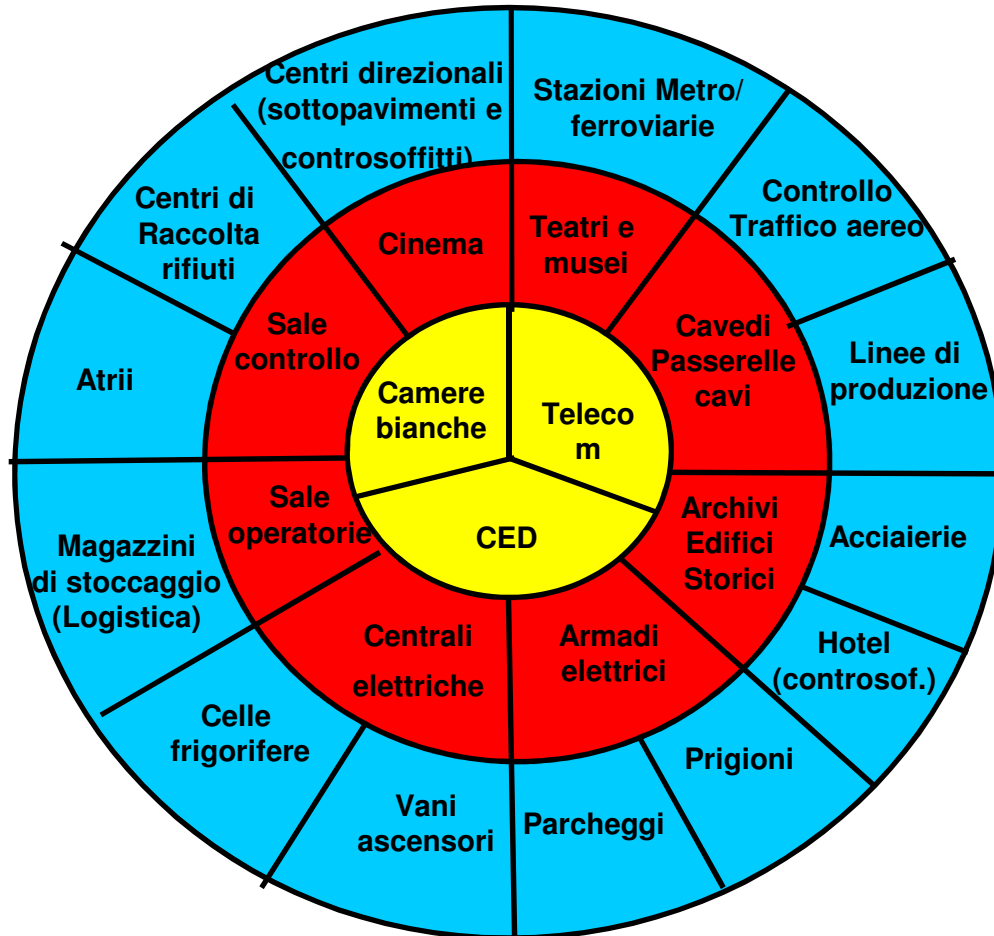 Centri direzionali
(sottopavimenti e
controsoffitti)
Stazioni Metro/
ferroviarie
Controllo
Traffico aereo
Linee di
produzione
Acciaierie
Hotel
(controsof.)
Prigioni
Parcheggi
Vani
ascensori
Celle
frigorifere
Magazzini
di stoccaggio
(Logistica)
Atrii
Centri di
Raccolta
rifiuti
Cinema
Teatri e
musei
Cavedi
Passerelle
cavi
Archivi
Edifici
Storici
Armadi
elettrici
Centrali
elettriche
Sale
operatorie
Sale
controllo
Camere
bianche
Teleco
m
CED